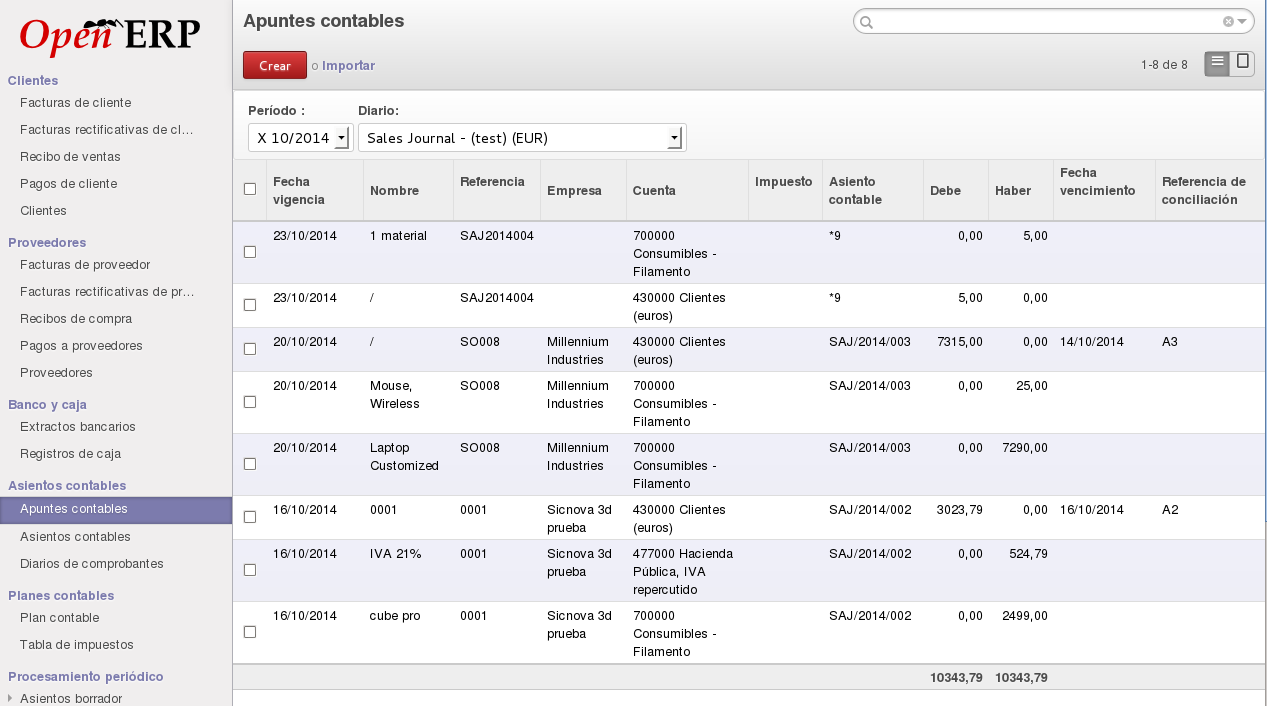 Open ERP
Clientes
Facturas de cliente
Facturas rectificativas de cl...
Recibo de ventas
Pagos de cliente
Clientes
Proveedores
Facturas de proveedor
Facturas rectificativas de pr...
Recibos de compra
Pagos a proveedores
Proveedores
Banco y caja
Extractos bancarios
Registros de caja
Asientos contables
Apuntes contables
Asientos contables
Diarios de comprobantes
Planes contables
Plan contable
Tabla de impuestos
Procesamiento periódico
Asientos borrador
Apuntes contables
Crear o Importar 1-8 de 8
Período : Diario:
X 10/2014 Sales Journal - (test) (EUR)
Fecha vigencia Nombre Referencia Empresa Cuenta Impuesto Asiento contable Debe Haber Fecha vencimiento Referencia de conciliación
23/10/2014 1 material SAJ2014004 700000 *9 0,00 5,00
Consumibles -
Filamento
23/10/2014 / SAJ2014004 430000 Clientes *9 5,00 0,00
(euros)
20/10/2014 / SO008 Millennium 430000 Clientes SAJ/2014/003 7315,00 0,00 14/10/2014 A3
Industries (euros)
20/10/2014 Mouse, SO008 Millennium 700000 SAJ/2014/003 0,00 25,00
Wireless Industries Consumibles -
Filamento
20/10/2014 Laptop SO008 Millennium 700000 SAJ/2014/003 0,00 7290,00
Customized Industries Consumibles -
Filamento
16/10/2014 0001 0001 Sicnova 3d 430000 Clientes SAJ/2014/002 3023,79 0,00 16/10/2014 A2
prueba (euros)
16/10/2014 IVA 21% 0001 Sicnova 3d 477000 Hacienda SAJ/2014/002 0,00 524,79
prueba Pública, IVA
repercutido
16/10/2014 cube pro 0001 Sicnova 3d 700000 SAJ/2014/002 0,00 2499,00
prueba Consumibles -
Filamento
10343,79 10343,79